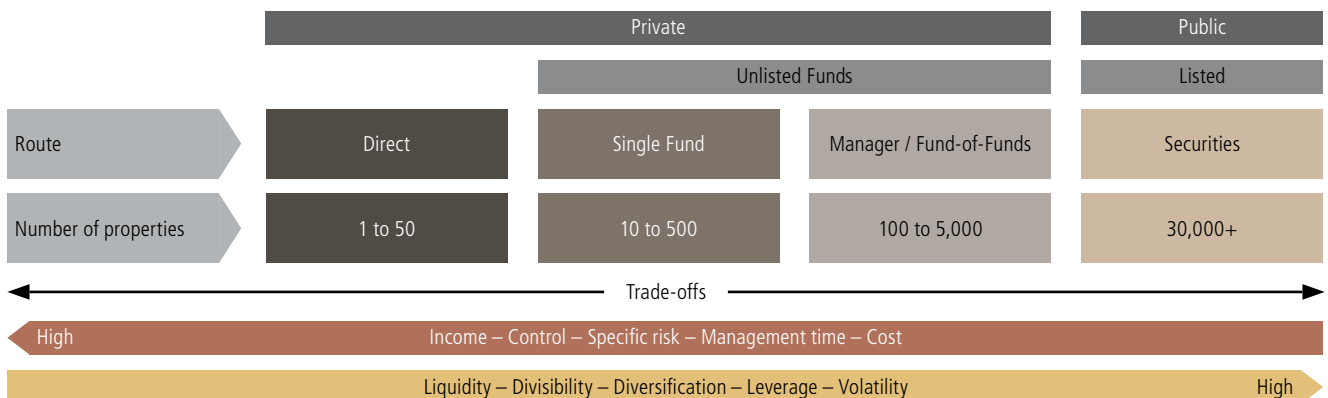 Private Public
Unlisted Funds Listed
Route Direct Single Fund Manager / Fund-of-Funds Securities
Number of properties 1 to 50 10 to 500 100 to 5,000 30,000+
Trade-offs
High Income – Control – Specific risk – Management time – Cost
Liquidity – Divisibility – Diversification – Leverage – Volatility High